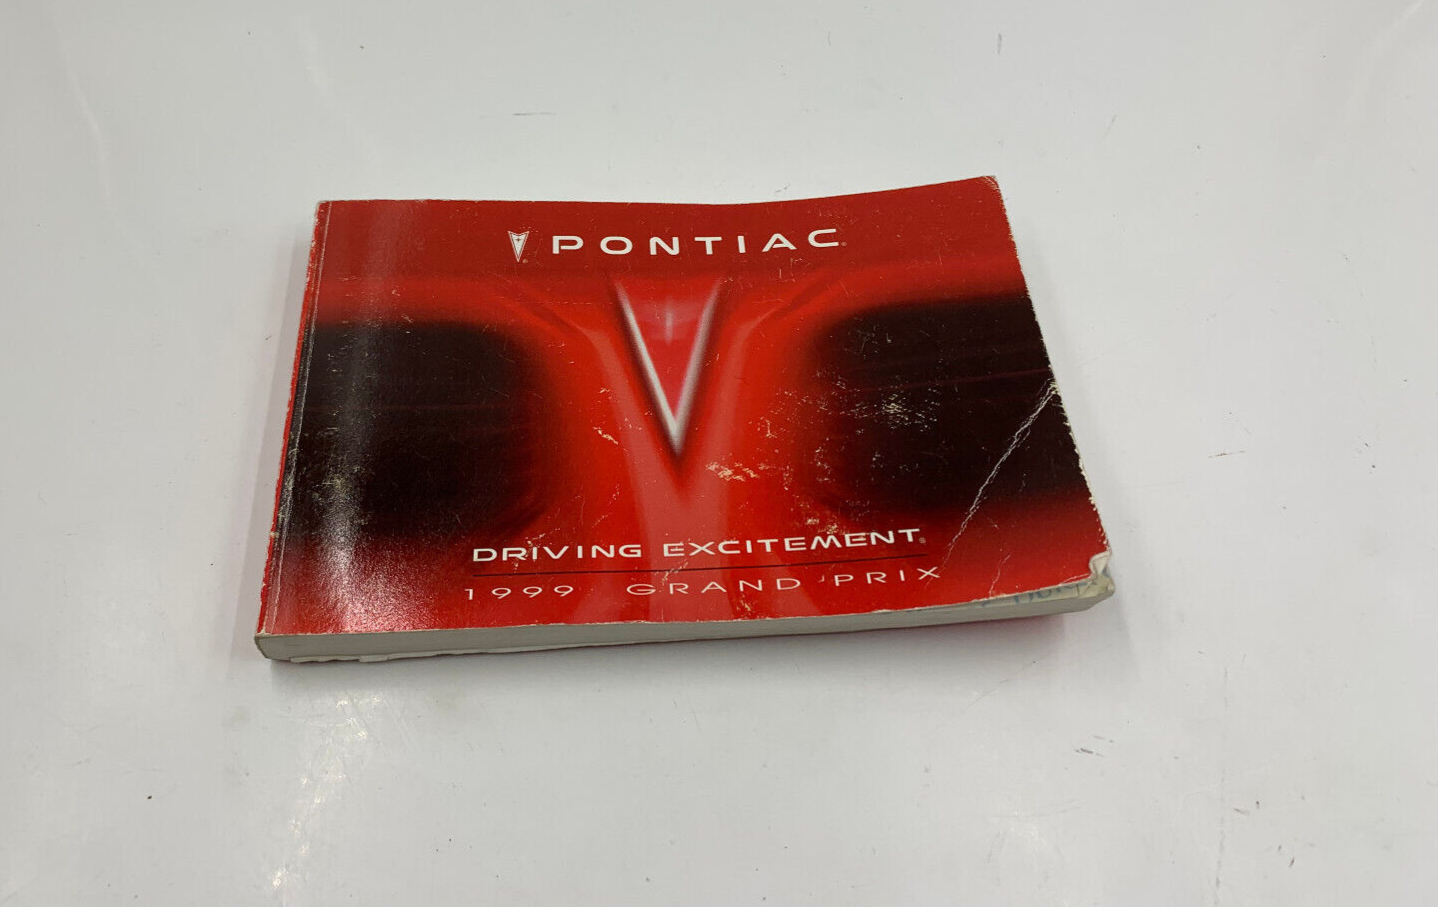 PONTIAC
DRIVING EXCITEMENT®
1999 GRAND PRIX